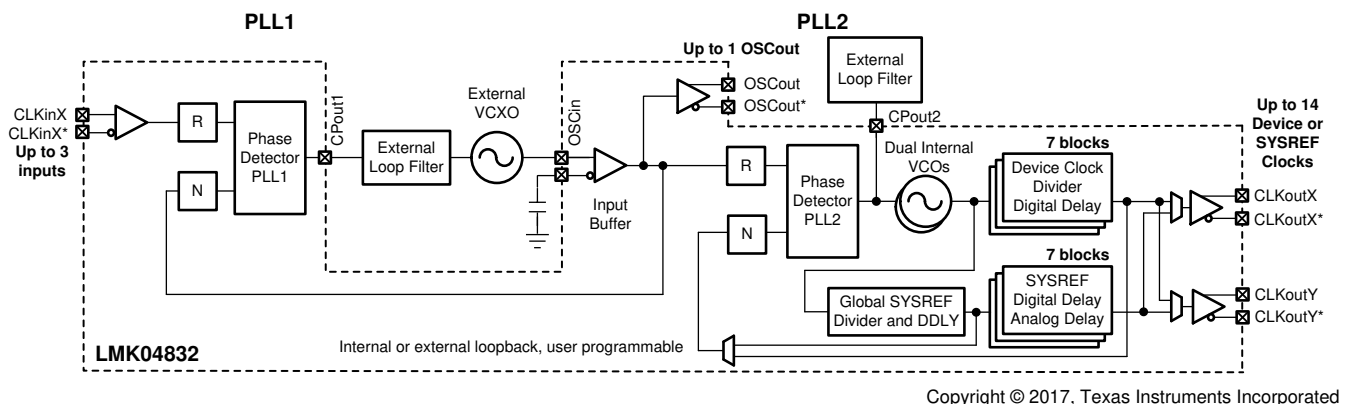 PLL1
PLL2
Up to 1 OSCout
OSCout
OSCout*
External
Loop Filter
CPout2
CLKinX
CLKinX*
Up to 3
inputs
R
N
Phase
Detector
PLL1
CPout1
External
Loop Filter
External
VCXO
OSCin
Input
Buffer
R
N
Phase
Detector
PLL2
Dual Internal
VCOs
7 blocks
Device Clock
Divider
Digital Delay
7 blocks
SYSREF
Digital Delay
Analog Delay
Global SYSREF
Divider and DDLY
Up to 14
Device or
SYSREF
Clocks
CLKoutX
CLKoutX*
CLKoutY
CLKoutY*
Internal or external loopback, user programmable
LMK04832
Copyright © 2017, Texas Instruments Incorporated